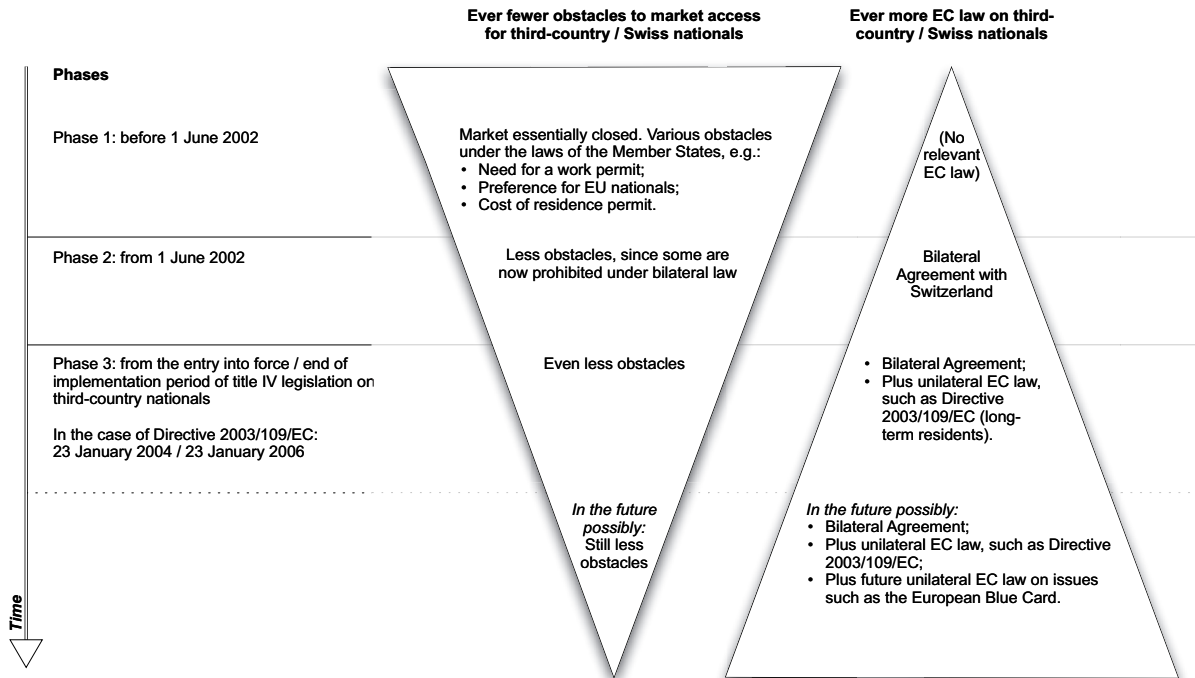 Ever fewer obstacles to market access
for third-country / Swiss nationals
Ever more EC law on third-
country / Swiss nationals
Phases
Phase 1: before 1 June 2002
Market essentially closed. Various obstacles
under the laws of the Member States, e.g.:
• Need for a work permit;
• Preference for EU nationals;
• Cost of residence permit.
(No
relevant
EC law)
Phase 2: from 1 June 2002
Less obstacles, since some are
now prohibited under bilateral law
Bilateral
Agreement with
Switzerland
Phase 3: from the entry into force / end of
implementation period of title IV legislation on
third-country nationals
In the case of Directive 2003/109/EC:
23 January 2004 / 23 January 2006
Even less obstacles
• Bilateral Agreement;
• Plus unilateral EC law,
such as Directive
2003/109/EC (long-
term residents).
In the future
possibly:
Still less
obstacles
In the future possibly:
• Bilateral Agreement;
• Plus unilateral EC law, such as Directive
2003/109/EC;
• Plus future unilateral EC law on issues
such as the European Blue Card.
Time